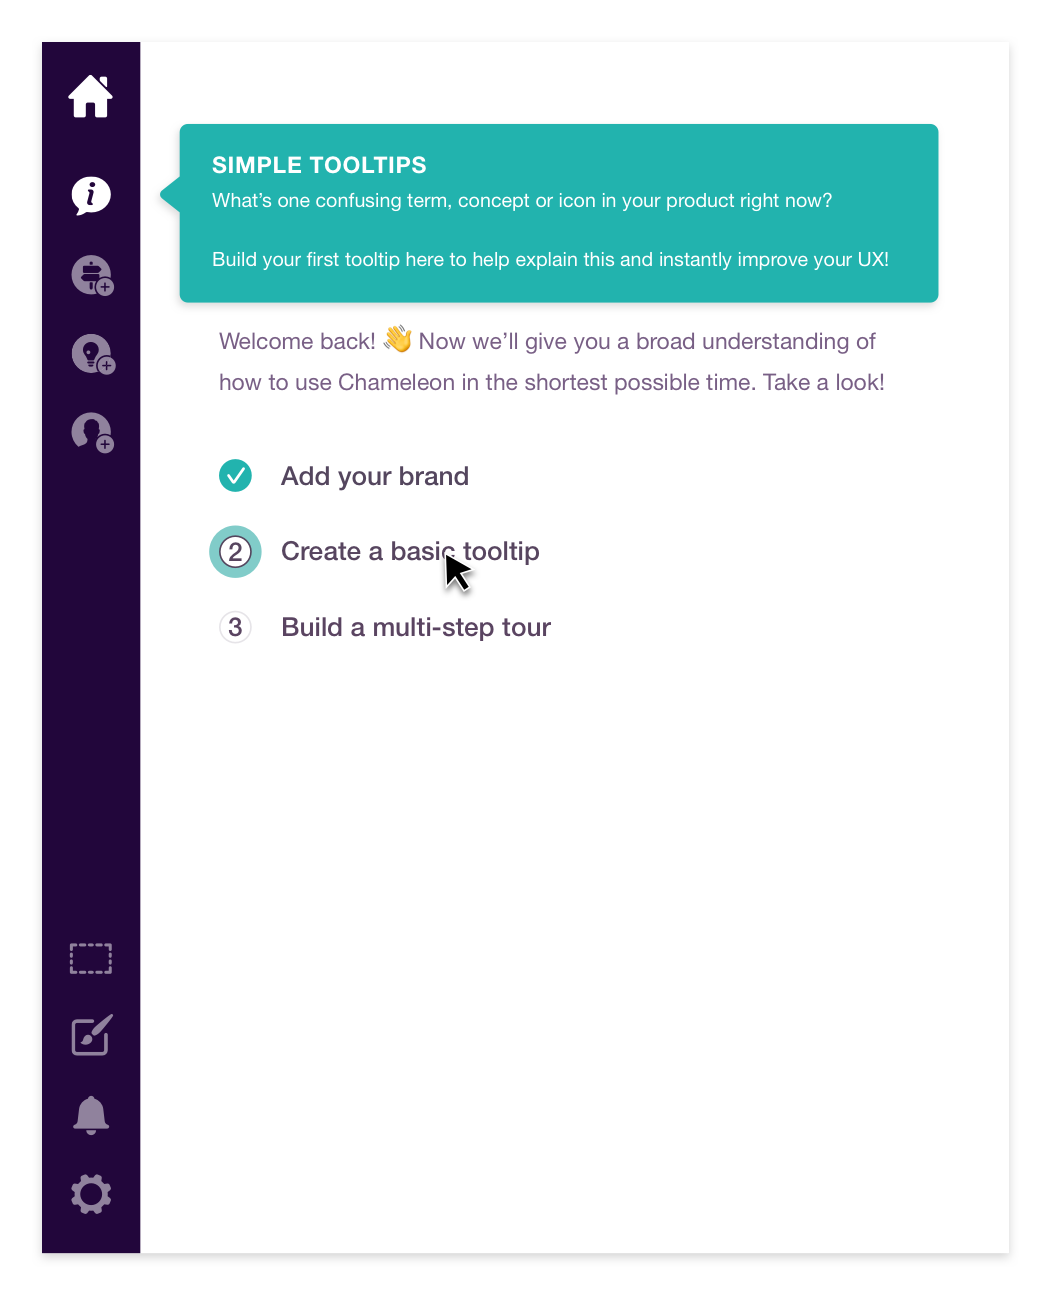 SIMPLE TOOLTIPS
What’s one confusing term, concept or icon in your product right now?
Build your first tooltip here to help explain this and instantly improve your UX!
Welcome back! 👋 Now we’ll give you a broad understanding of
how to use Chameleon in the shortest possible time. Take a look!
Add your brand
2 Create a basic tooltip
3 Build a multi-step tour